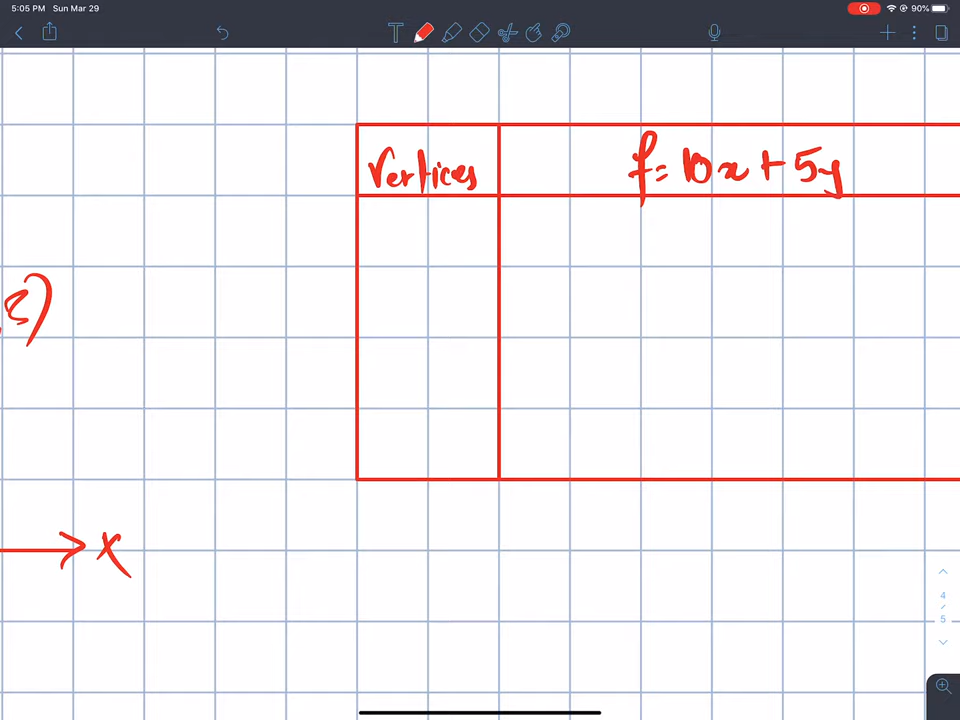 5:05 PM Sun Mar 29
90%
T
Vertices
f = 10x + 5y
x
4
/
5